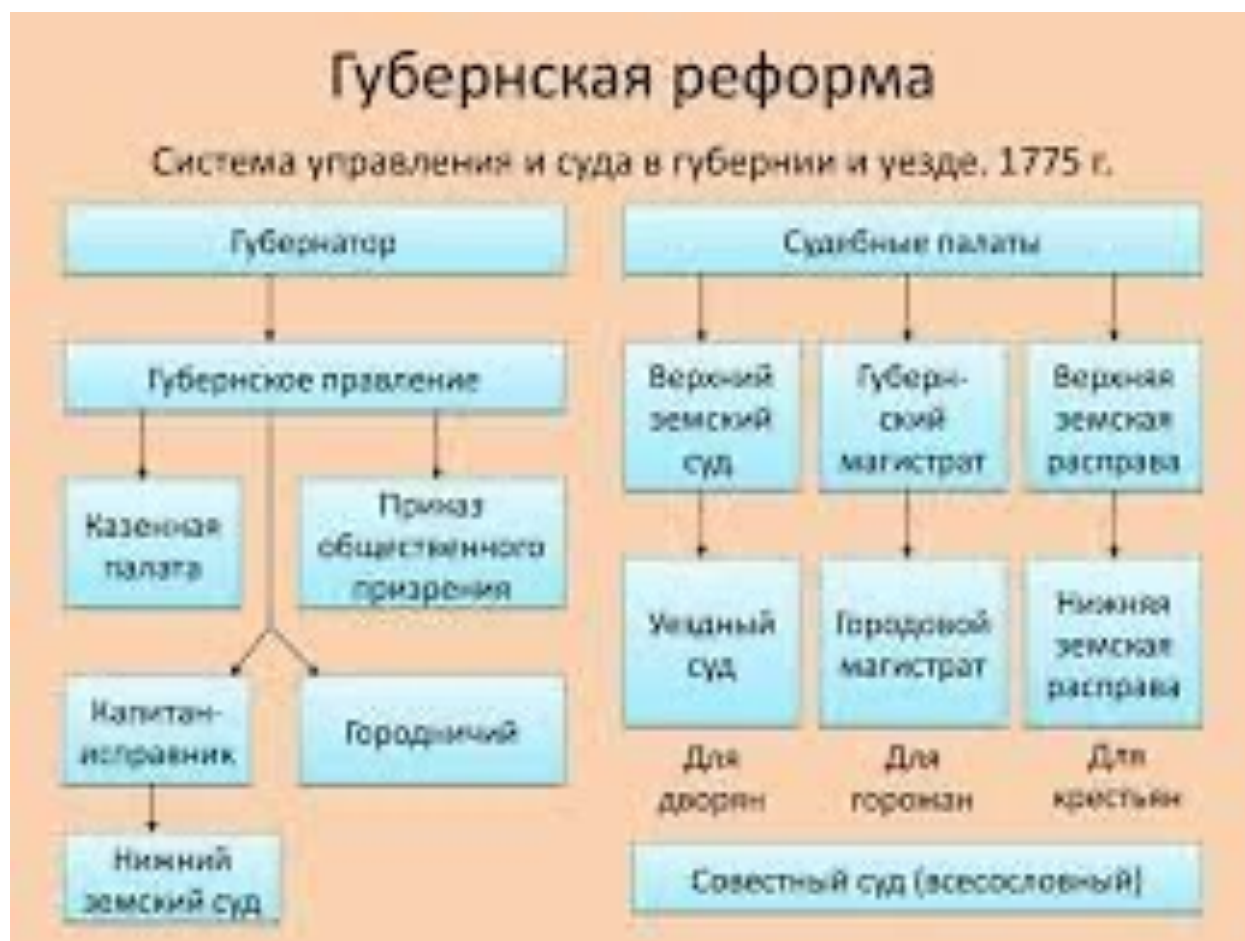 Губернская реформа
Система управления и суда в губернии и уезде. 1775 г.
Губернатор
Губернское правление
Казенная
палата
Приказ
общественного
призрения
Капитан-
исправник
Городничий
Нижний
земский суд
Судебные палаты
Верхний
земский
суд
Губерн-
ский
магистрат
Верхняя
земская
расправа
Уездный
суд
Городовой
магистрат
Нижняя
земская
расправа
Для
дворян
Для
горожан
Для
крестьян
Совестный суд (всесословный)